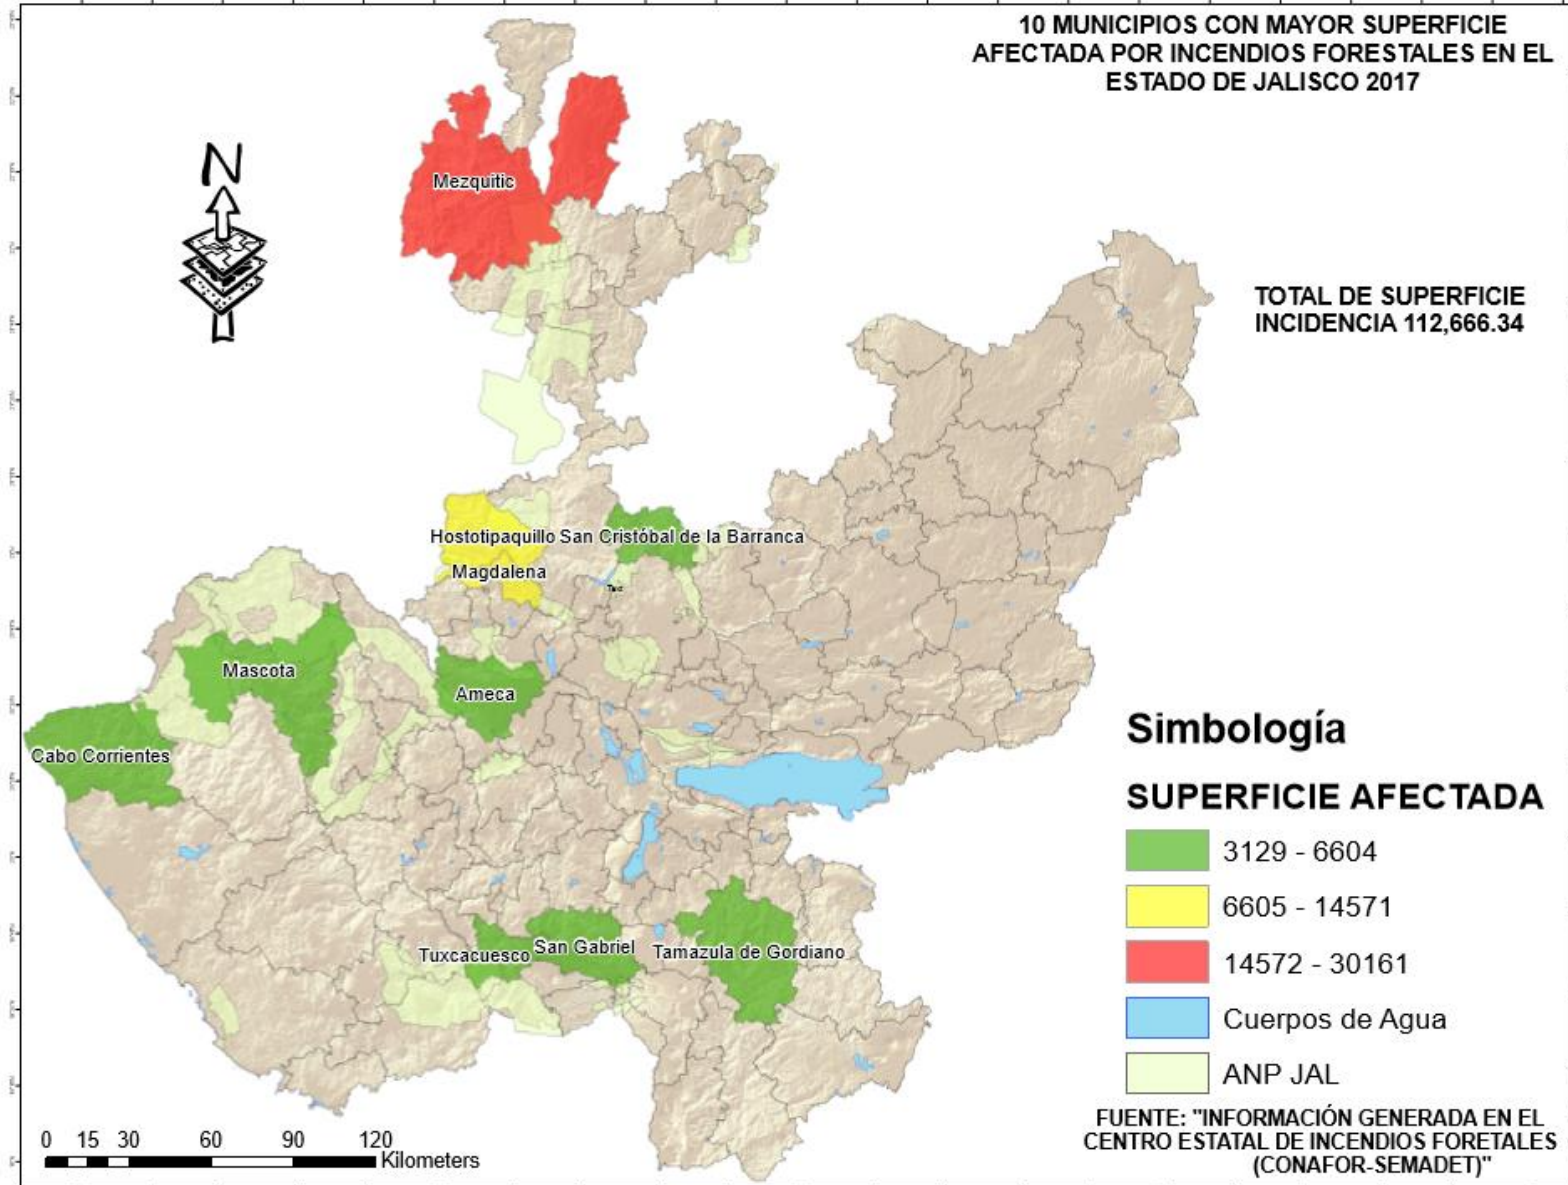 10 MUNICIPIOS CON MAYOR SUPERFICIE
AFECTADA POR INCENDIOS FORESTALES EN EL
ESTADO DE JALISCO 2017
N
Mezquitic
TOTAL DE SUPERFICIE
INCIDENCIA 112,666.34
Hostotipaquillo San Cristóbal de la Barranca
Magdalena
Text
Mascota
Ameca
Cabo Corrientes
Tuxcacuesco San Gabriel Tamazula de Gordiano
Simbología
SUPERFICIE AFECTADA
3129 - 6604
6605 - 14571
14572 - 30161
Cuerpos de Agua
ANP JAL
FUENTE: "INFORMACIÓN GENERADA EN EL
CENTRO ESTATAL DE INCENDIOS FORETALES
(CONAFOR-SEMADET)"
0 15 30 60 90 120
Kilometers